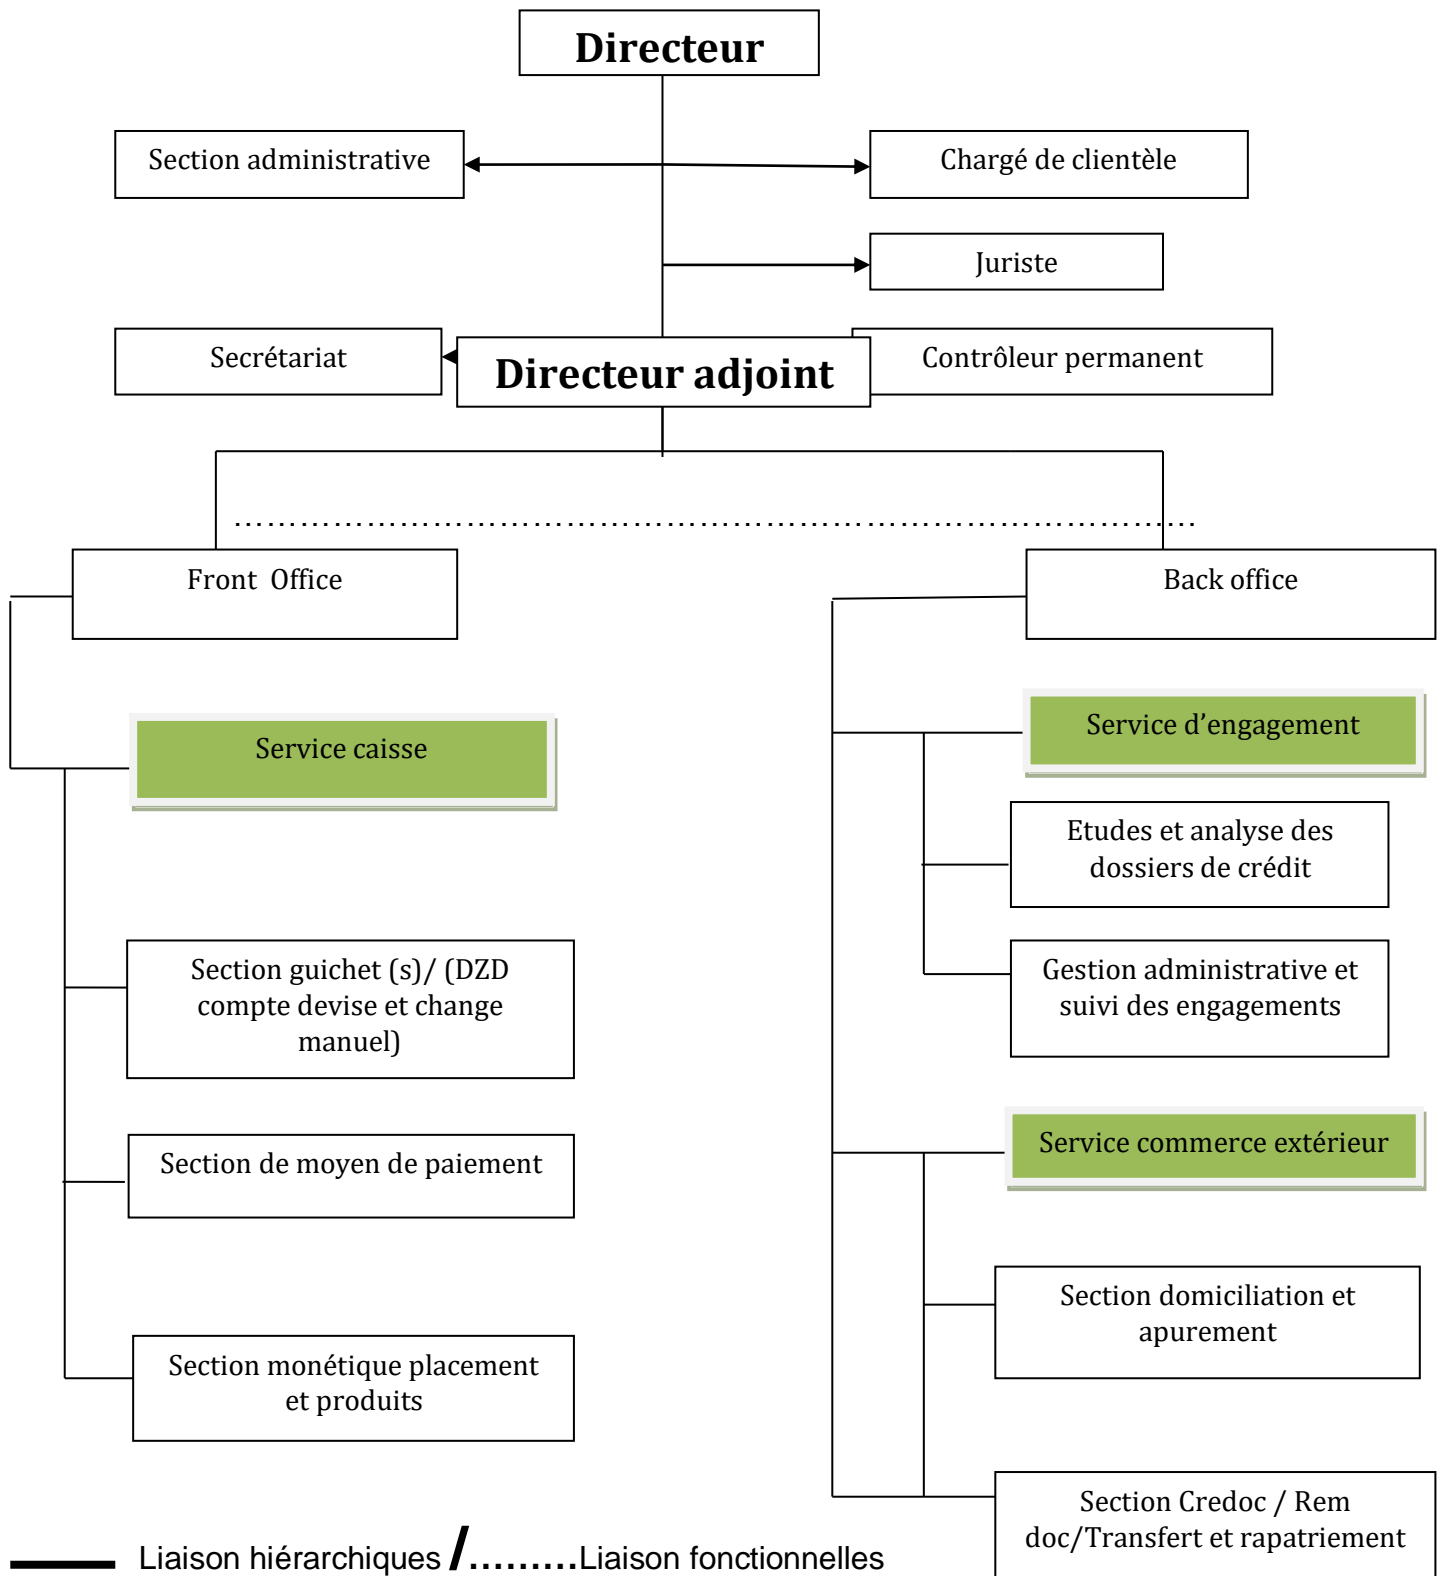 Directeur
Section administrative
Chargé de clientèle
Juriste
Secrétariat
Directeur adjoint
Contrôleur permanent
Front Office
Back office
Service caisse
Service d’engagement
Etudes et analyse des
dossiers de crédit
Section guichet (s)/ (DZD
compte devise et change
manuel)
Gestion administrative et
suivi des engagements
Section de moyen de paiement
Service commerce extérieur
Section domiciliation et
apurement
Section monétique placement
et produits
Section Credoc / Rem
doc/Transfert et rapatriement
Liaison hiérarchiques /.........Liaison fonctionnelles